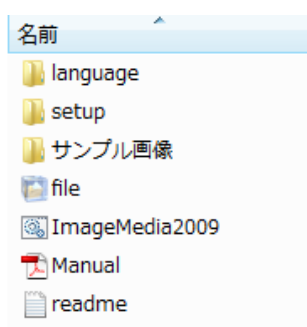 名前
language
setup
サンプル画像
file
ImageMedia2009
Manual
readme